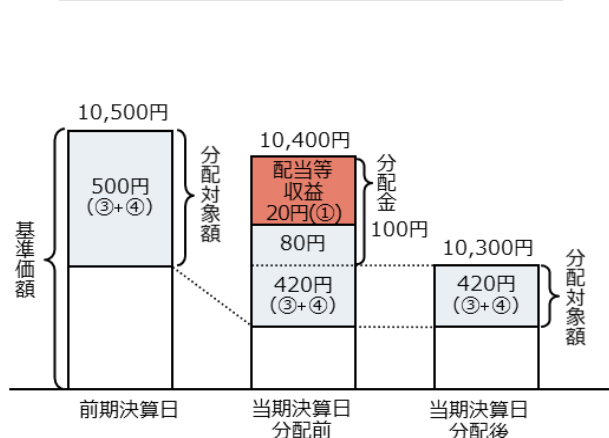 10,500円
500円
(③+④)
分配対象額
基準価額
10,400円
配当等
収益
20円(①)
80円
420円
(③+④)
分配金
100円
10,300円
420円
(③+④)
分配対象額
前期決算日
当期決算日
分配前
当期決算日
分配後